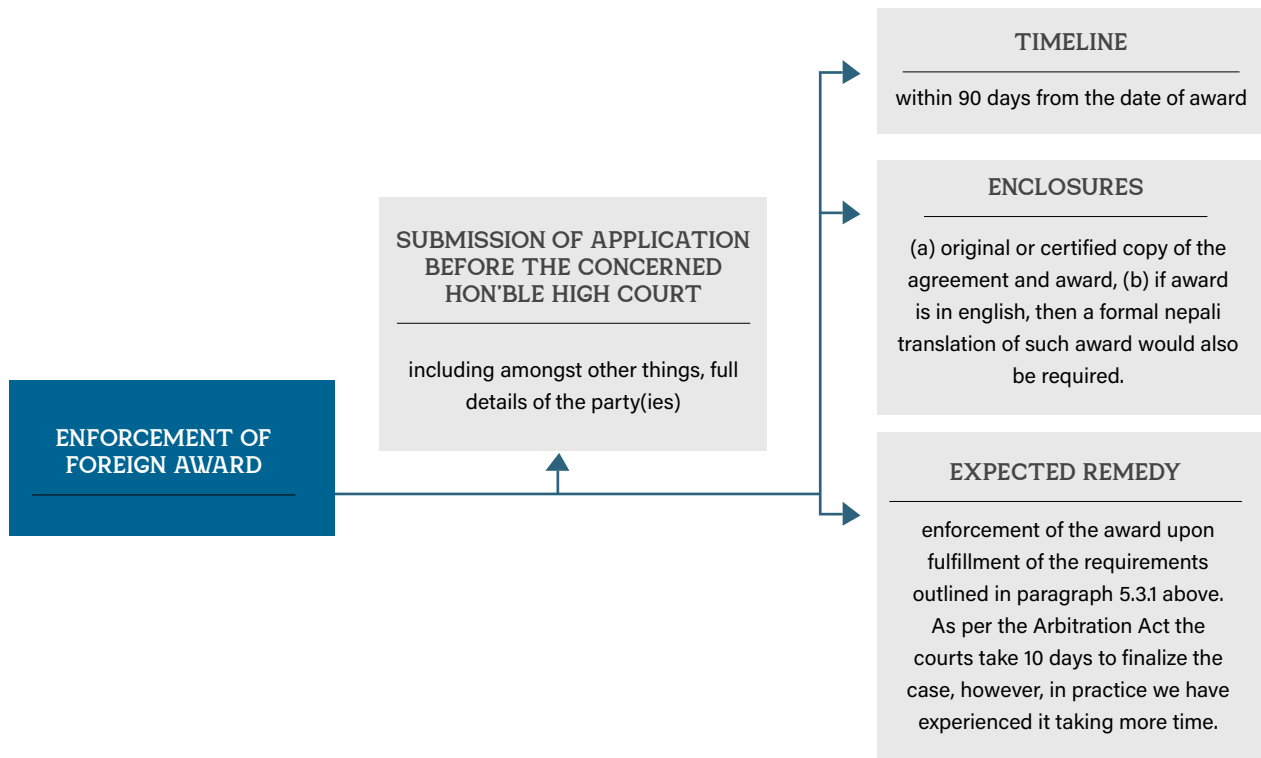 ENFORCEMENT OF
FOREIGN AWARD
SUBMISSION OF APPLICATION
BEFORE THE CONCERNED
HON'BLE HIGH COURT
including amongst other things, full
details of the party(ies)
TIMELINE
within 90 days from the date of award
ENCLOSURES
(a) original or certified copy of the
agreement and award, (b) if award
is in english, then a formal nepali
translation of such award would also
be required.
EXPECTED REMEDY
enforcement of the award upon
fulfillment of the requirements
outlined in paragraph 5.3.1 above.
As per the Arbitration Act the
courts take 10 days to finalize the
case, however, in practice we have
experienced it taking more time.